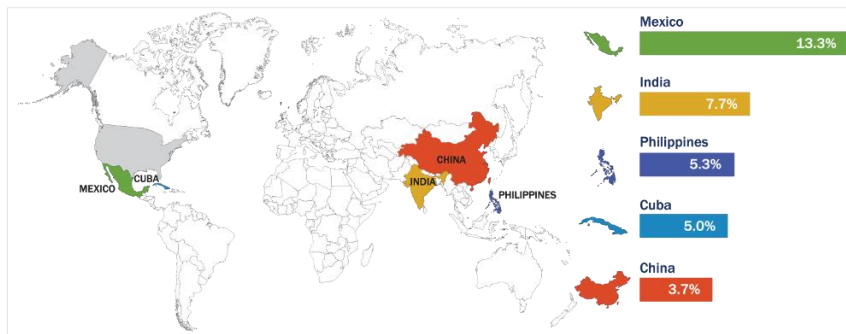 CHINA
CUBA
MEXICO
INDIA
PHILIPPINES
Mexico
13.3%
India
7.7%
Philippines
5.3%
Cuba
5.0%
China
3.7%